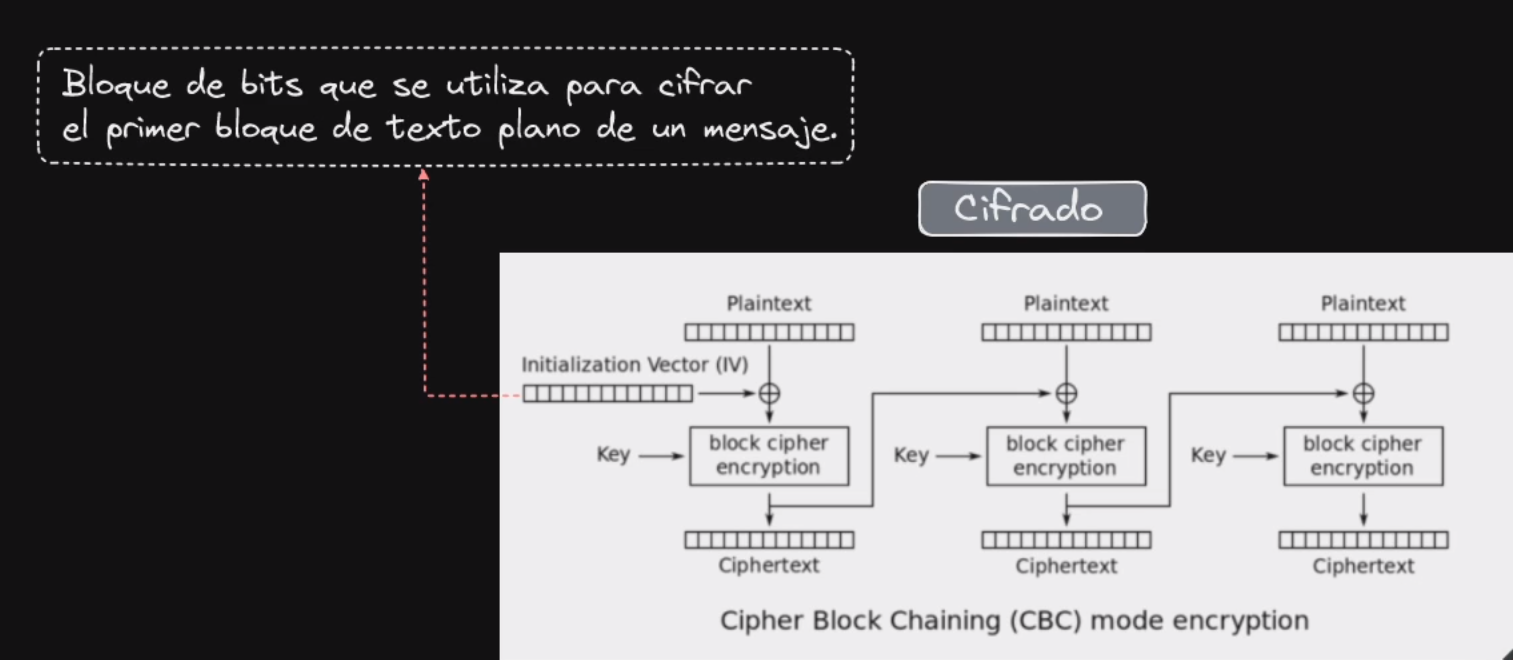 Bloque de bits que se utiliza para cifrar
el primer bloque de texto plano de un mensaje.
Cifrado
Plaintext
Plaintext
Plaintext
Initialization Vector (IV)
Key
block cipher
encryption
Key
block cipher
encryption
Key
block cipher
encryption
Ciphertext
Ciphertext
Ciphertext
Cipher Block Chaining (CBC) mode encryption